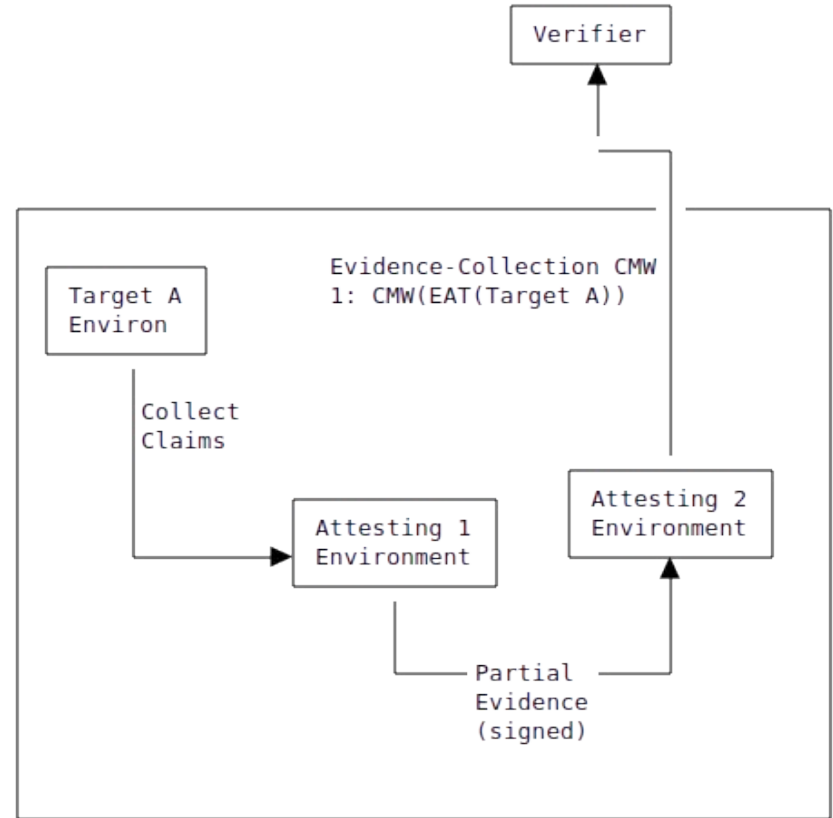 Verifier
Evidence-Collection CMW
1: CMW(EAT(Target A))
Target A
Environ
Collect
Claims
Attesting 1
Environment
Attesting 2
Environment
Partial
Evidence
(signed)